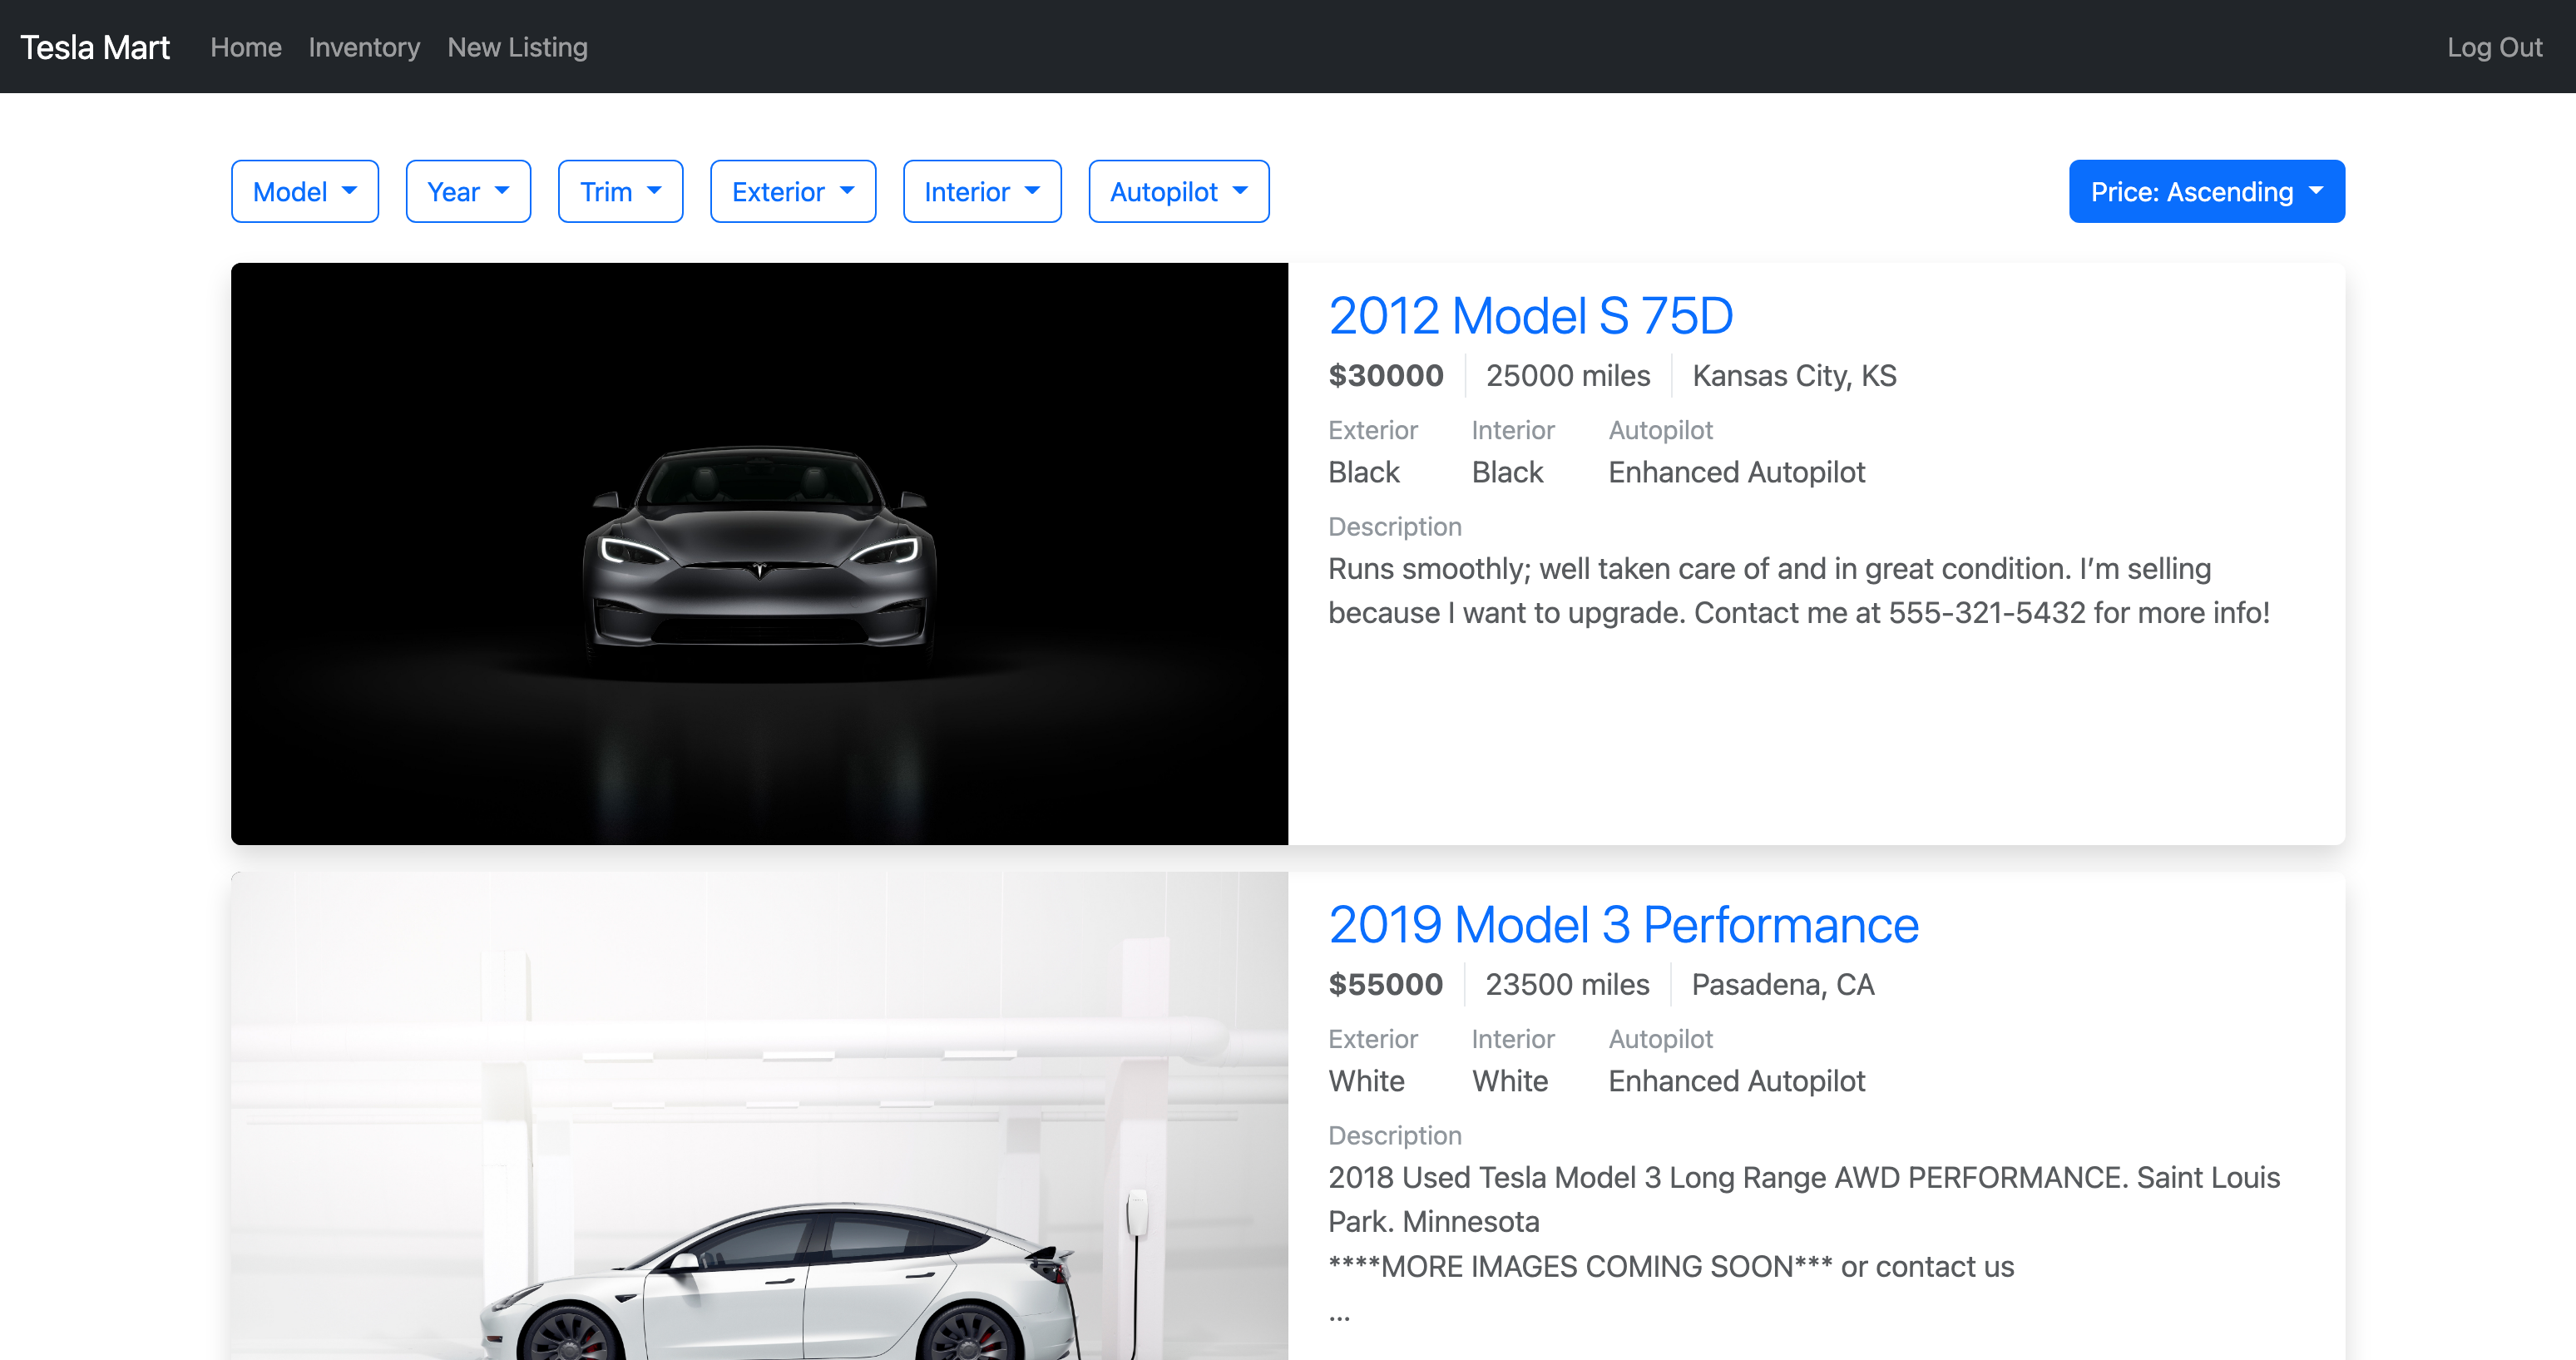 Tesla Mart Home Inventory New Listing Log Out
Model Year Trim Exterior Interior Autopilot Price: Ascending
2012 Model S 75D
$30000 25000 miles Kansas City, KS
Exterior Interior Autopilot
Black Black Enhanced Autopilot
Description
Runs smoothly; well taken care of and in great condition. I’m selling
because I want to upgrade. Contact me at 555-321-5432 for more info!
2019 Model 3 Performance
$55000 23500 miles Pasadena, CA
Exterior Interior Autopilot
White White Enhanced Autopilot
Description
2018 Used Tesla Model 3 Long Range AWD PERFORMANCE. Saint Louis
Park. Minnesota
****MORE IMAGES COMING SOON*** or contact us
...